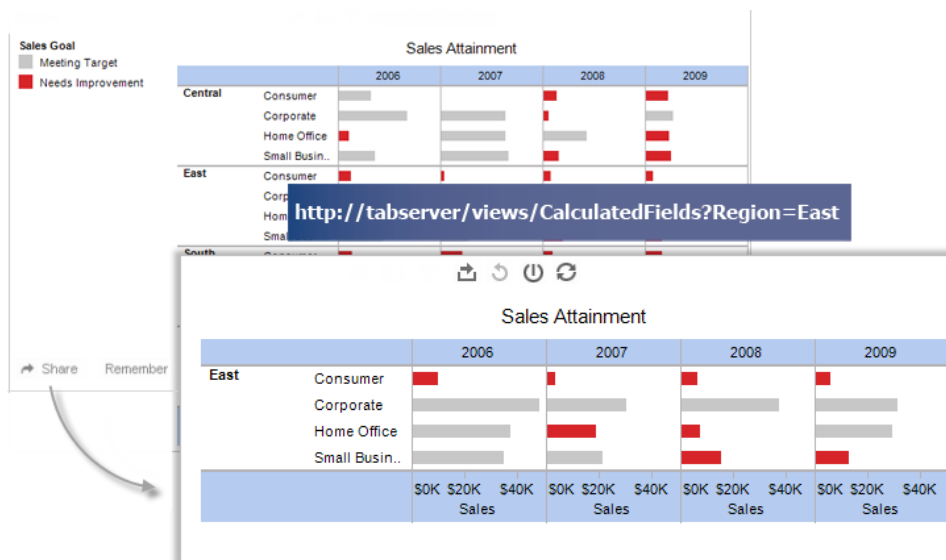 Sales Goal
Meeting Target
Needs Improvement
Sales Attainment
2006 2007 2008 2009
Central Consumer
Corporate
Home Office
Small Busin..
East Consumer
http://tabserver/views/CalculatedFields?Region=East
Share Remember
Sales Attainment
2006 2007 2008 2009
East Consumer
Corporate
Home Office
Small Busin..
$0K $20K $40K $0K $20K $40K $0K $20K $40K $0K $20K $40K
Sales Sales Sales Sales